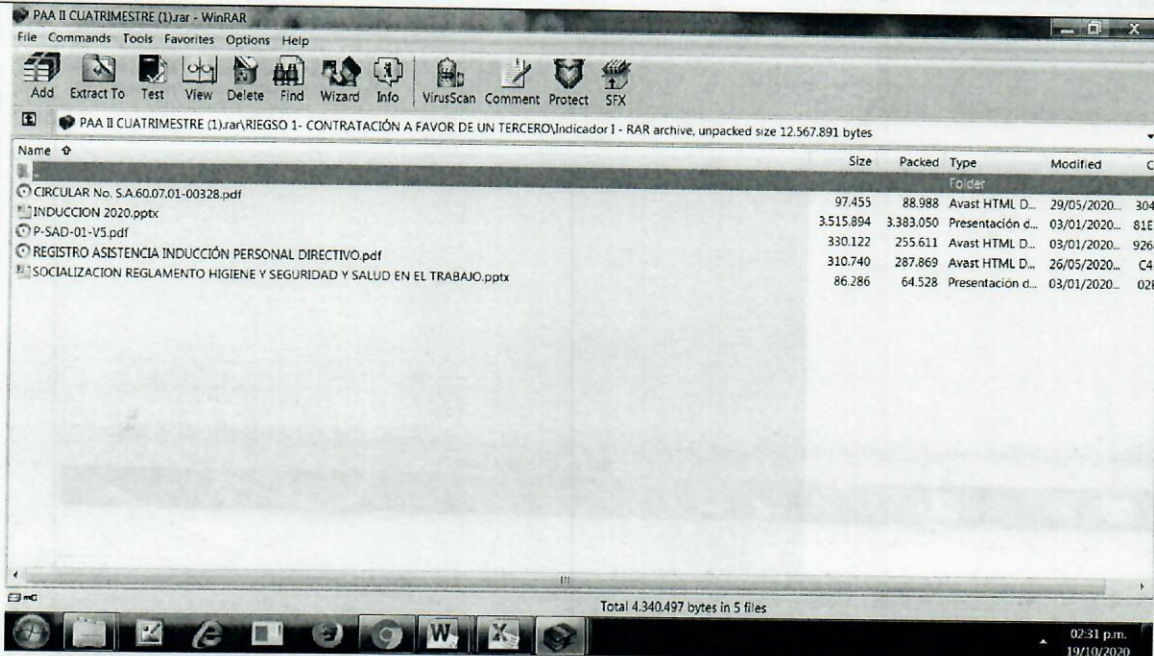 PAA II CUATRIMESTRE (1).rar - WinRAR
File Commands Tools Favorites Options Help
Add Extract To Test View Delete Find Wizard Info VirusScan Comment Protect SFX
PAA II CUATRIMESTRE (1).rar\RIEGSO 1- CONTRATACIÓN A FAVOR DE UN TERCERO\Indicador I - RAR archive, unpacked size 12.567.891 bytes
Name Size Packed Type Modified C
.. Folder
CIRCULAR No. S.A.60.07.01-00328.pdf 97.455 88.988 Avast HTML D... 29/05/2020... 304
INDUCCION 2020.pptx 3.515.894 3.383.050 Presentación d... 03/01/2020... 81E
P-SAD-01-V5.pdf 330.122 255.611 Avast HTML D... 03/01/2020... 926
REGISTRO ASISTENCIA INDUCCIÓN PERSONAL DIRECTIVO.pdf 310.740 287.869 Avast HTML D... 26/05/2020... C4
SOCIALIZACION REGLAMENTO HIGIENE Y SEGURIDAD Y SALUD EN EL TRABAJO.pptx 86.286 64.528 Presentación d... 03/01/2020...
Total 4.340.497 bytes in 5 files
02:31 p.m.
19/10/2020